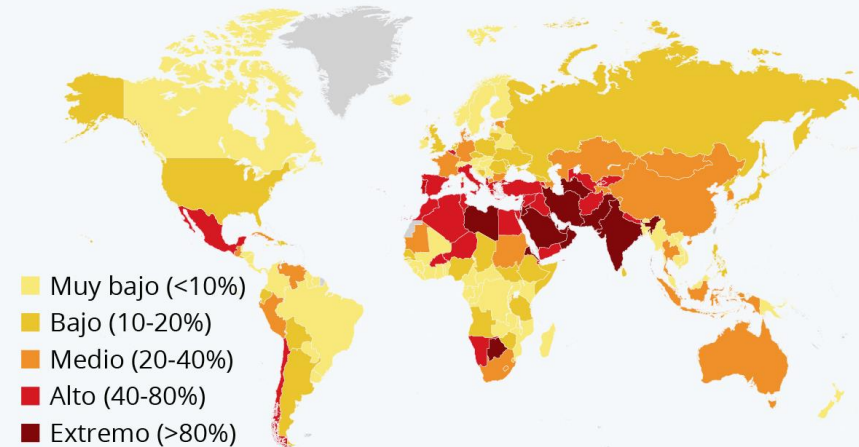 Muy bajo (<10%)
Bajo (10-20%)
Medio (20-40%)
Alto (40-80%)
Extremo (>80%)